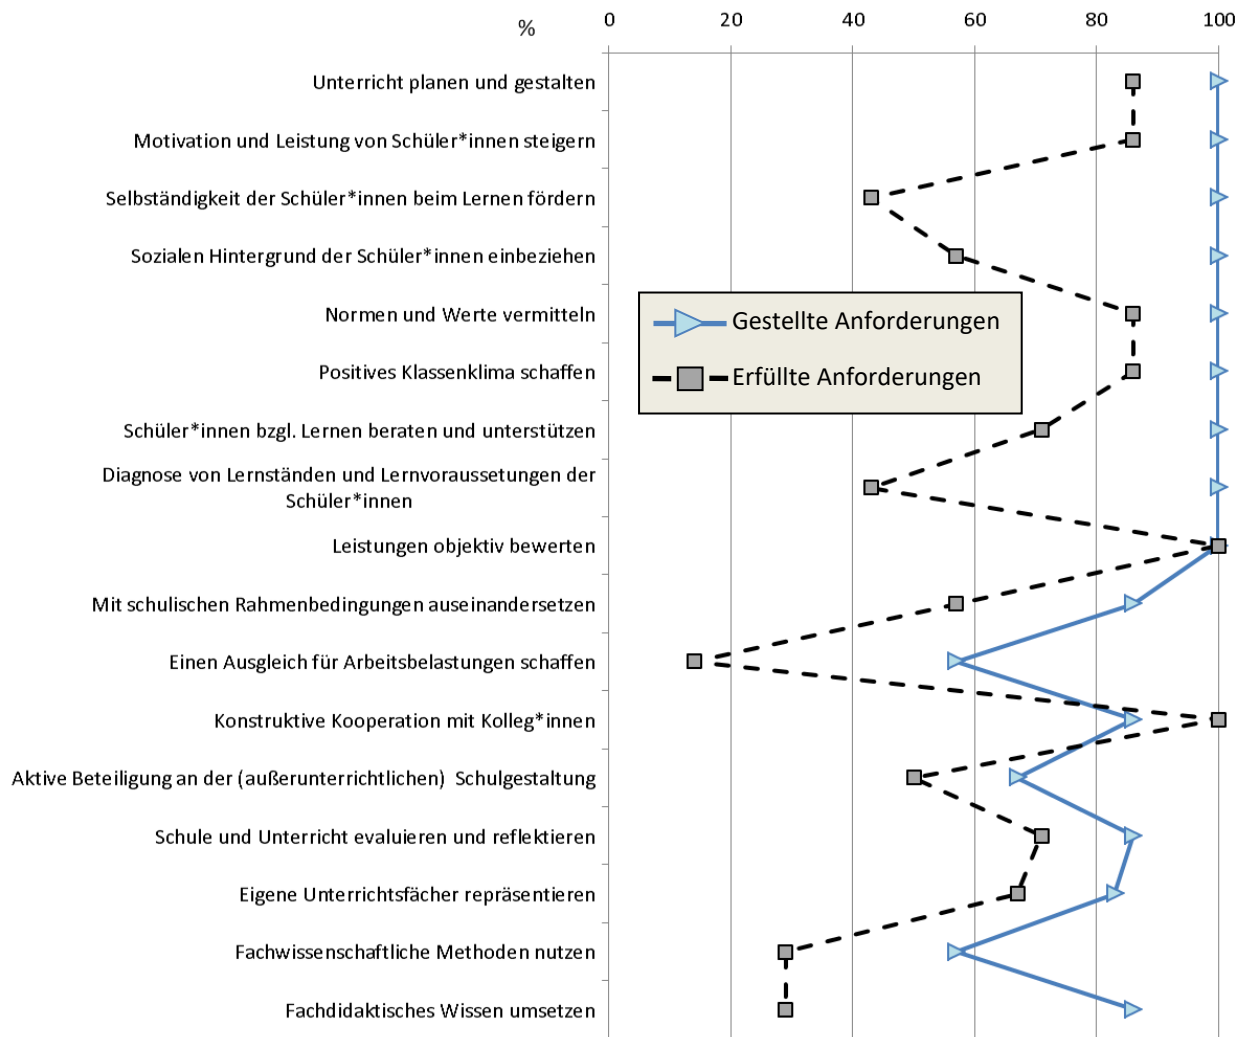 % 0 20 40 60 80 100
Unterricht planen und gestalten
Motivation und Leistung von Schüler*innen steigern
Selbständigkeit der Schüler*innen beim Lernen fördern
Sozialen Hintergrund der Schüler*innen einbeziehen
Normen und Werte vermitteln
Gestellte Anforderungen
Positives Klassenklima schaffen
Erfüllte Anforderungen
Schüler*innen bzgl. Lernen beraten und unterstützen
Diagnose von Lernständen und Lernvoraussetungen der
Schüler*innen
Leistungen objektiv bewerten
Mit schulischen Rahmenbedingungen auseinandersetzen
Einen Ausgleich für Arbeitsbelastungen schaffen
Konstruktive Kooperation mit Kolleg*innen
Aktive Beteiligung an der (außerunterrichtlichen) Schulgestaltung
Schule und Unterricht evaluieren und reflektieren
Eigene Unterrichtsfächer repräsentieren
Fachwissenschaftliche Methoden nutzen
Fachdidaktisches Wissen umsetzen